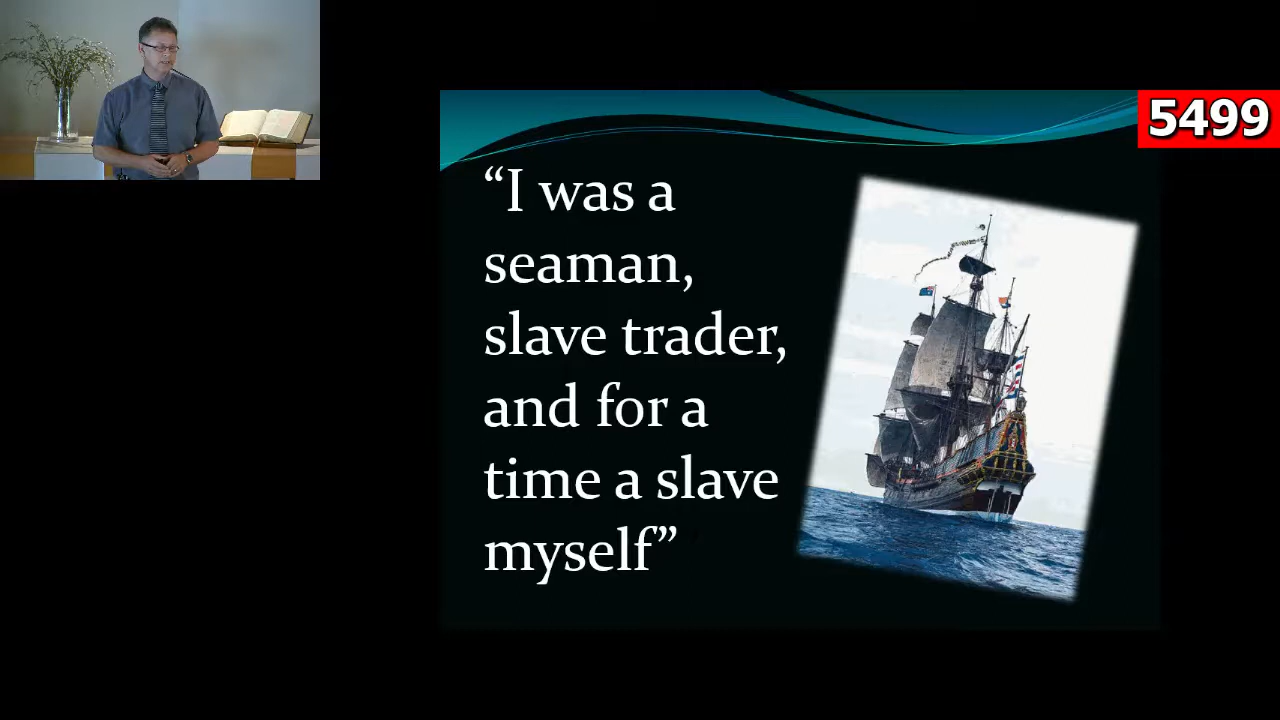 5499
“I was a
seaman,
slave trader,
and for a
time a slave
myself”